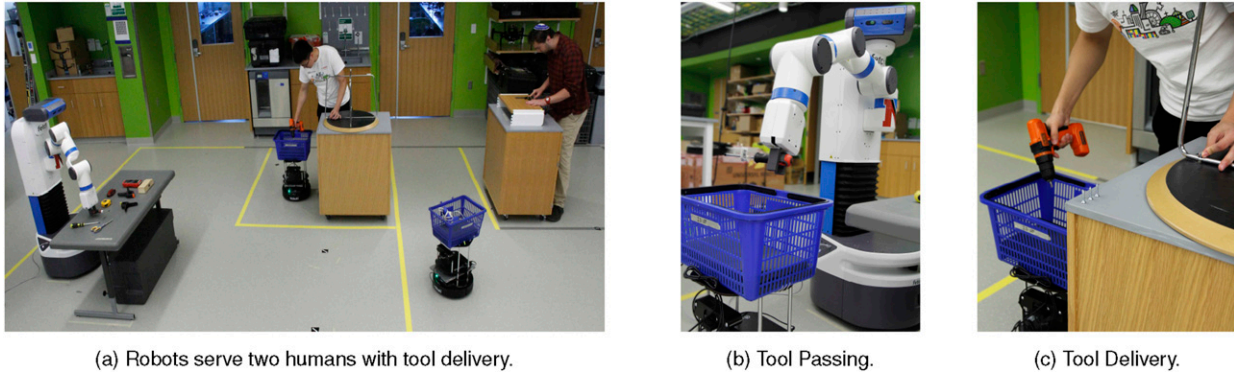 (a) Robots serve two humans with tool delivery.
(b) Tool Passing.
(c) Tool Delivery.